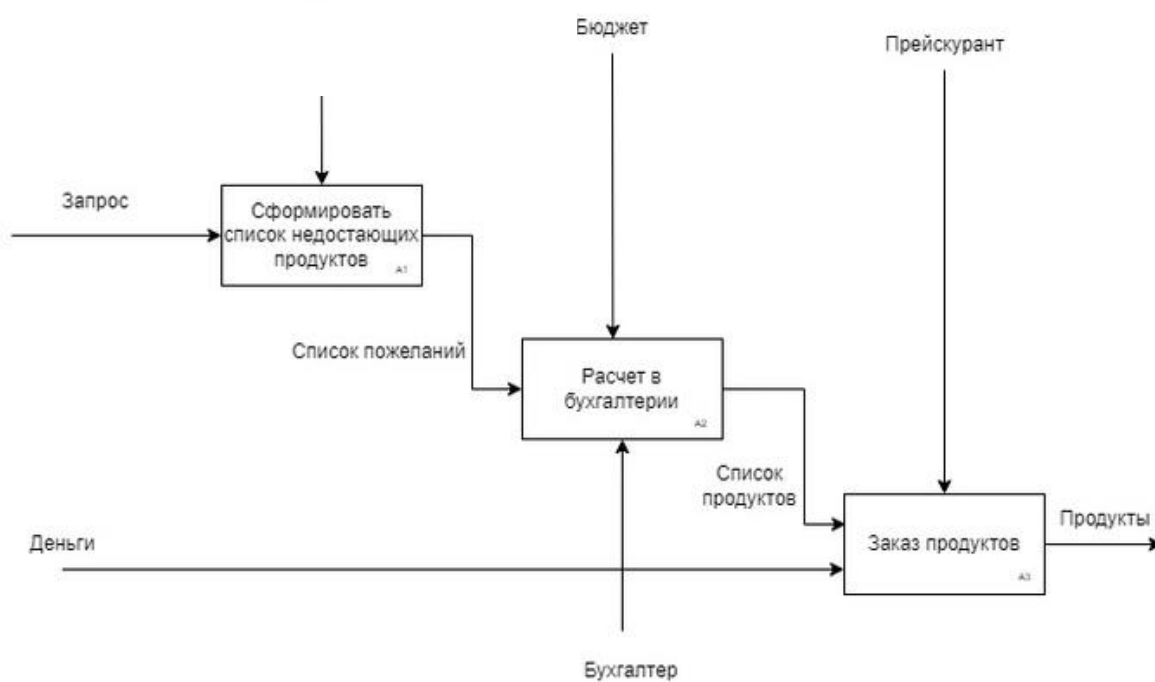 Бюджет
Прейскурант
Запрос
Сформировать
список недостающих
продуктов
A1
Список пожеланий
Расчет в
бухгалтерии
A2
Список
продуктов
Деньги
Заказ продуктов
A3
Продукты
Бухгалтер